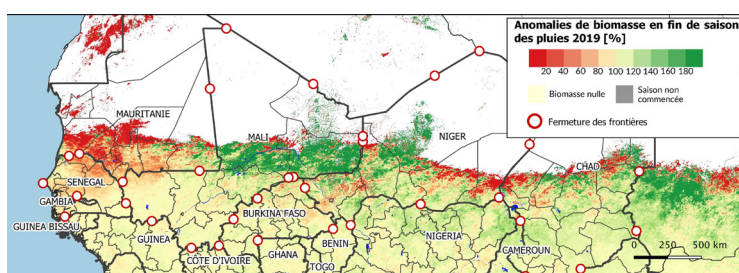 Anomalies de biomasse en fin de saison
des pluies 2019 [%]
20 40 60 80 100 120 140 160 180
Biomasse nulle
Saison non
commencée
Fermeture des frontières
MAURITANIE
MALI
NIGER
CHAD
SENEGAL
GAMBIA
GUINEA BISSAU
GUINEA
BURKINA FASO
CÔTE D'IVOIRE
GHANA
TOGO
BENIN
NIGERIA
CAMEROUN
0 250 500 km